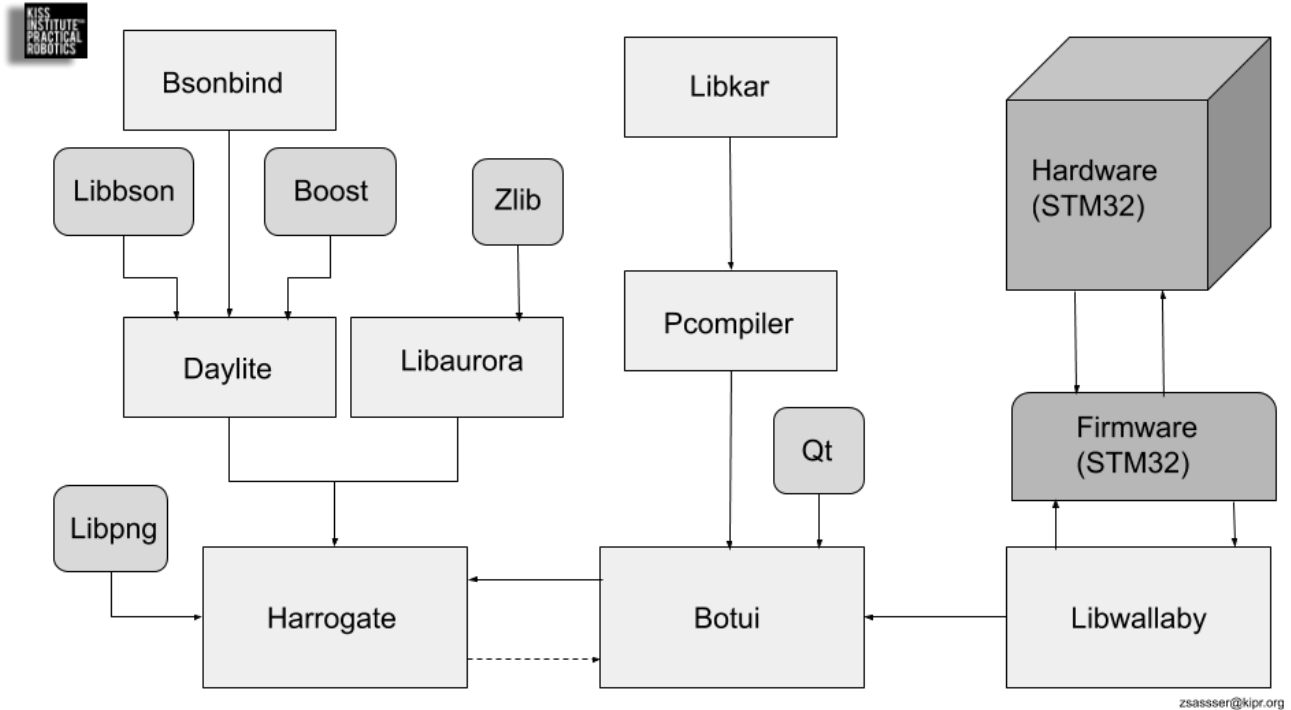 KISS
INSTITUTE
PRACTICAL
ROBOTICS
Bsonbind
Libkar
Hardware
(STM32)
Libbson
Boost
Zlib
Pcompiler
Daylite
Libaurora
Qt
Firmware
(STM32)
Libpng
Harrogate
Botui
Libwallaby
zsassser@kipr.org